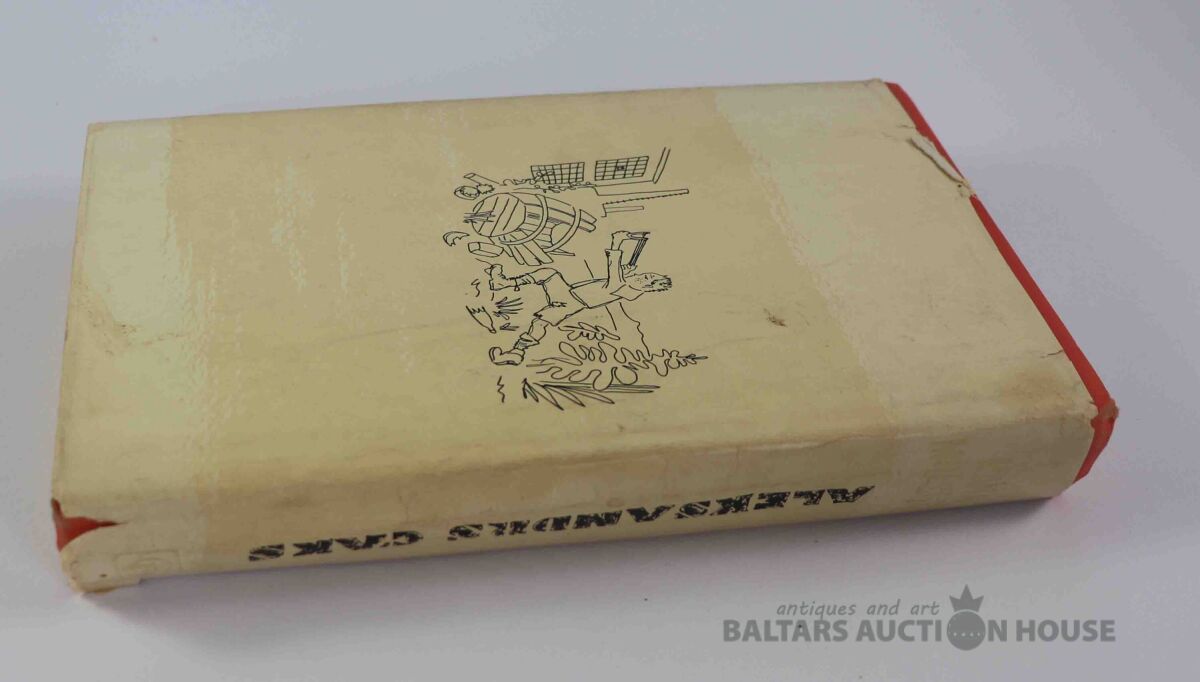 ALEKSANDRS ČAKS
antiques and art
BALTARS AUCTION HOUSE